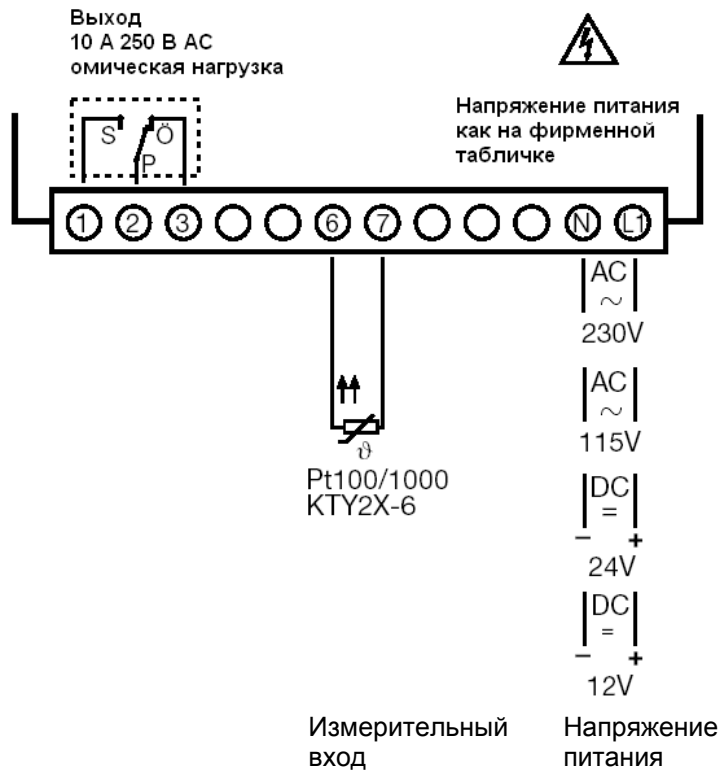 Выход
10 А 250 В АС
омическая нагрузка
Напряжение питания
как на фирменной
табличке
S Ö
P
1 2 3 6 7 N L1
AC
~
230V
AC
~
115V
ϑ
Pt100/1000
KTY2X-6
DC
=
− +
24V
DC
=
− +
12V
Измерительный
вход
Напряжение
питания